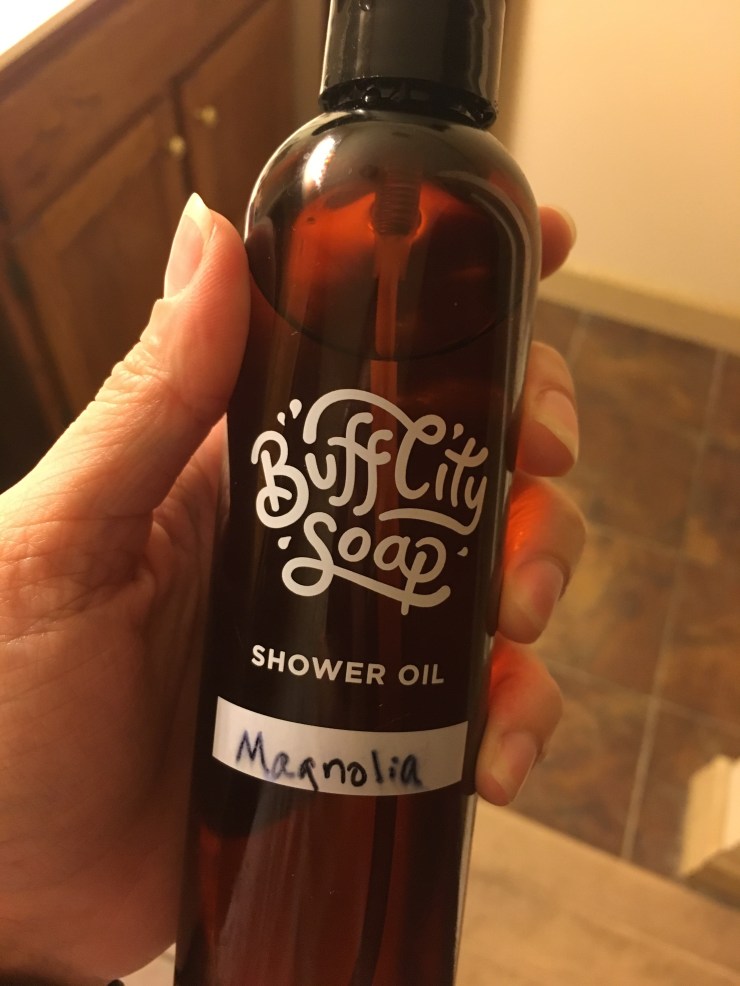 Buff City
Soap
SHOWER OIL
Magnolia